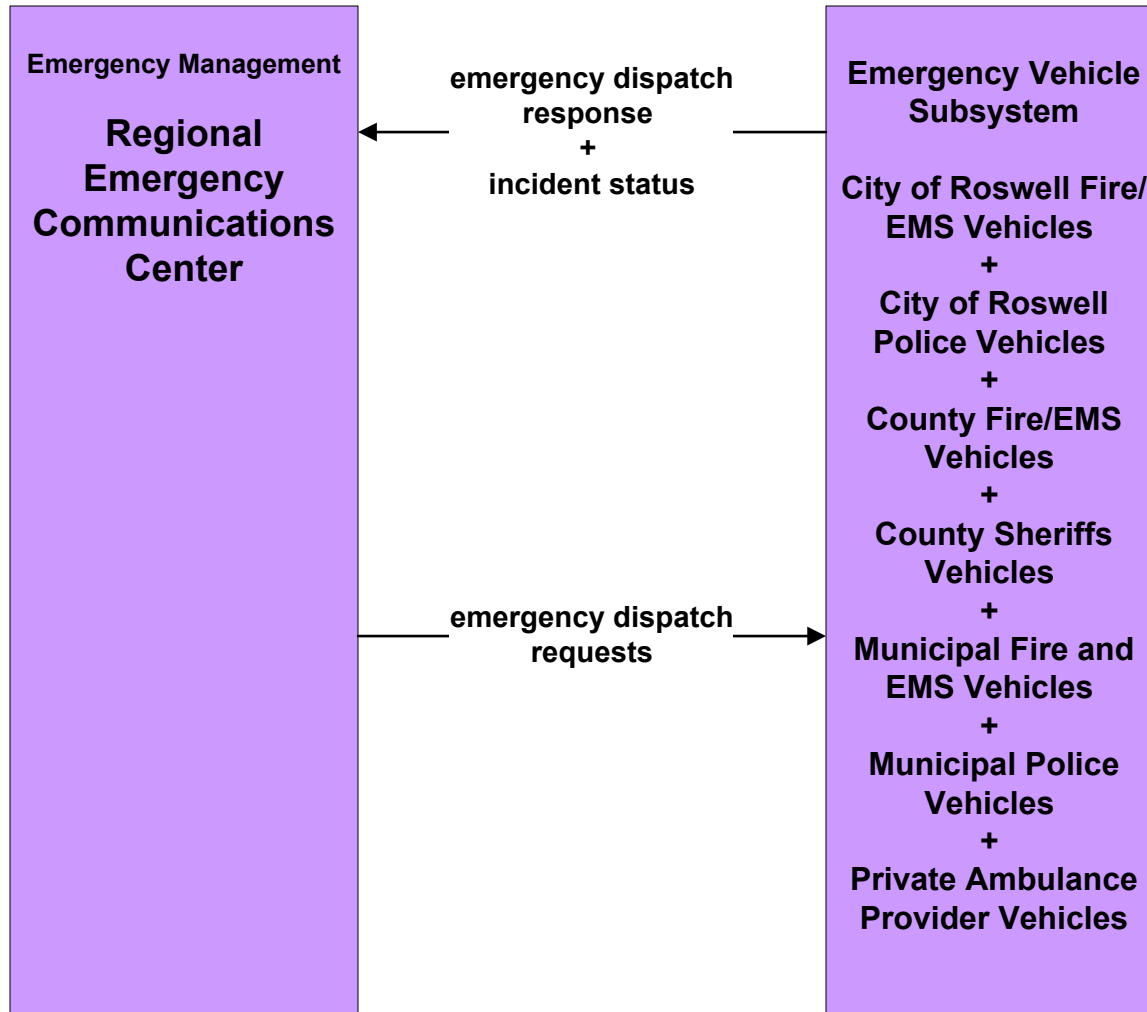 Emergency Management
Regional
Emergency
Communications
Center
emergency dispatch
response
+
incident status
emergency dispatch
requests
Emergency Vehicle
Subsystem
City of Roswell Fire/
EMS Vehicles
+
City of Roswell
Police Vehicles
+
County Fire/EMS
Vehicles
+
County Sheriffs
Vehicles
+
Municipal Fire and
EMS Vehicles
+
Municipal Police
Vehicles
+
Private Ambulance
Provider Vehicles